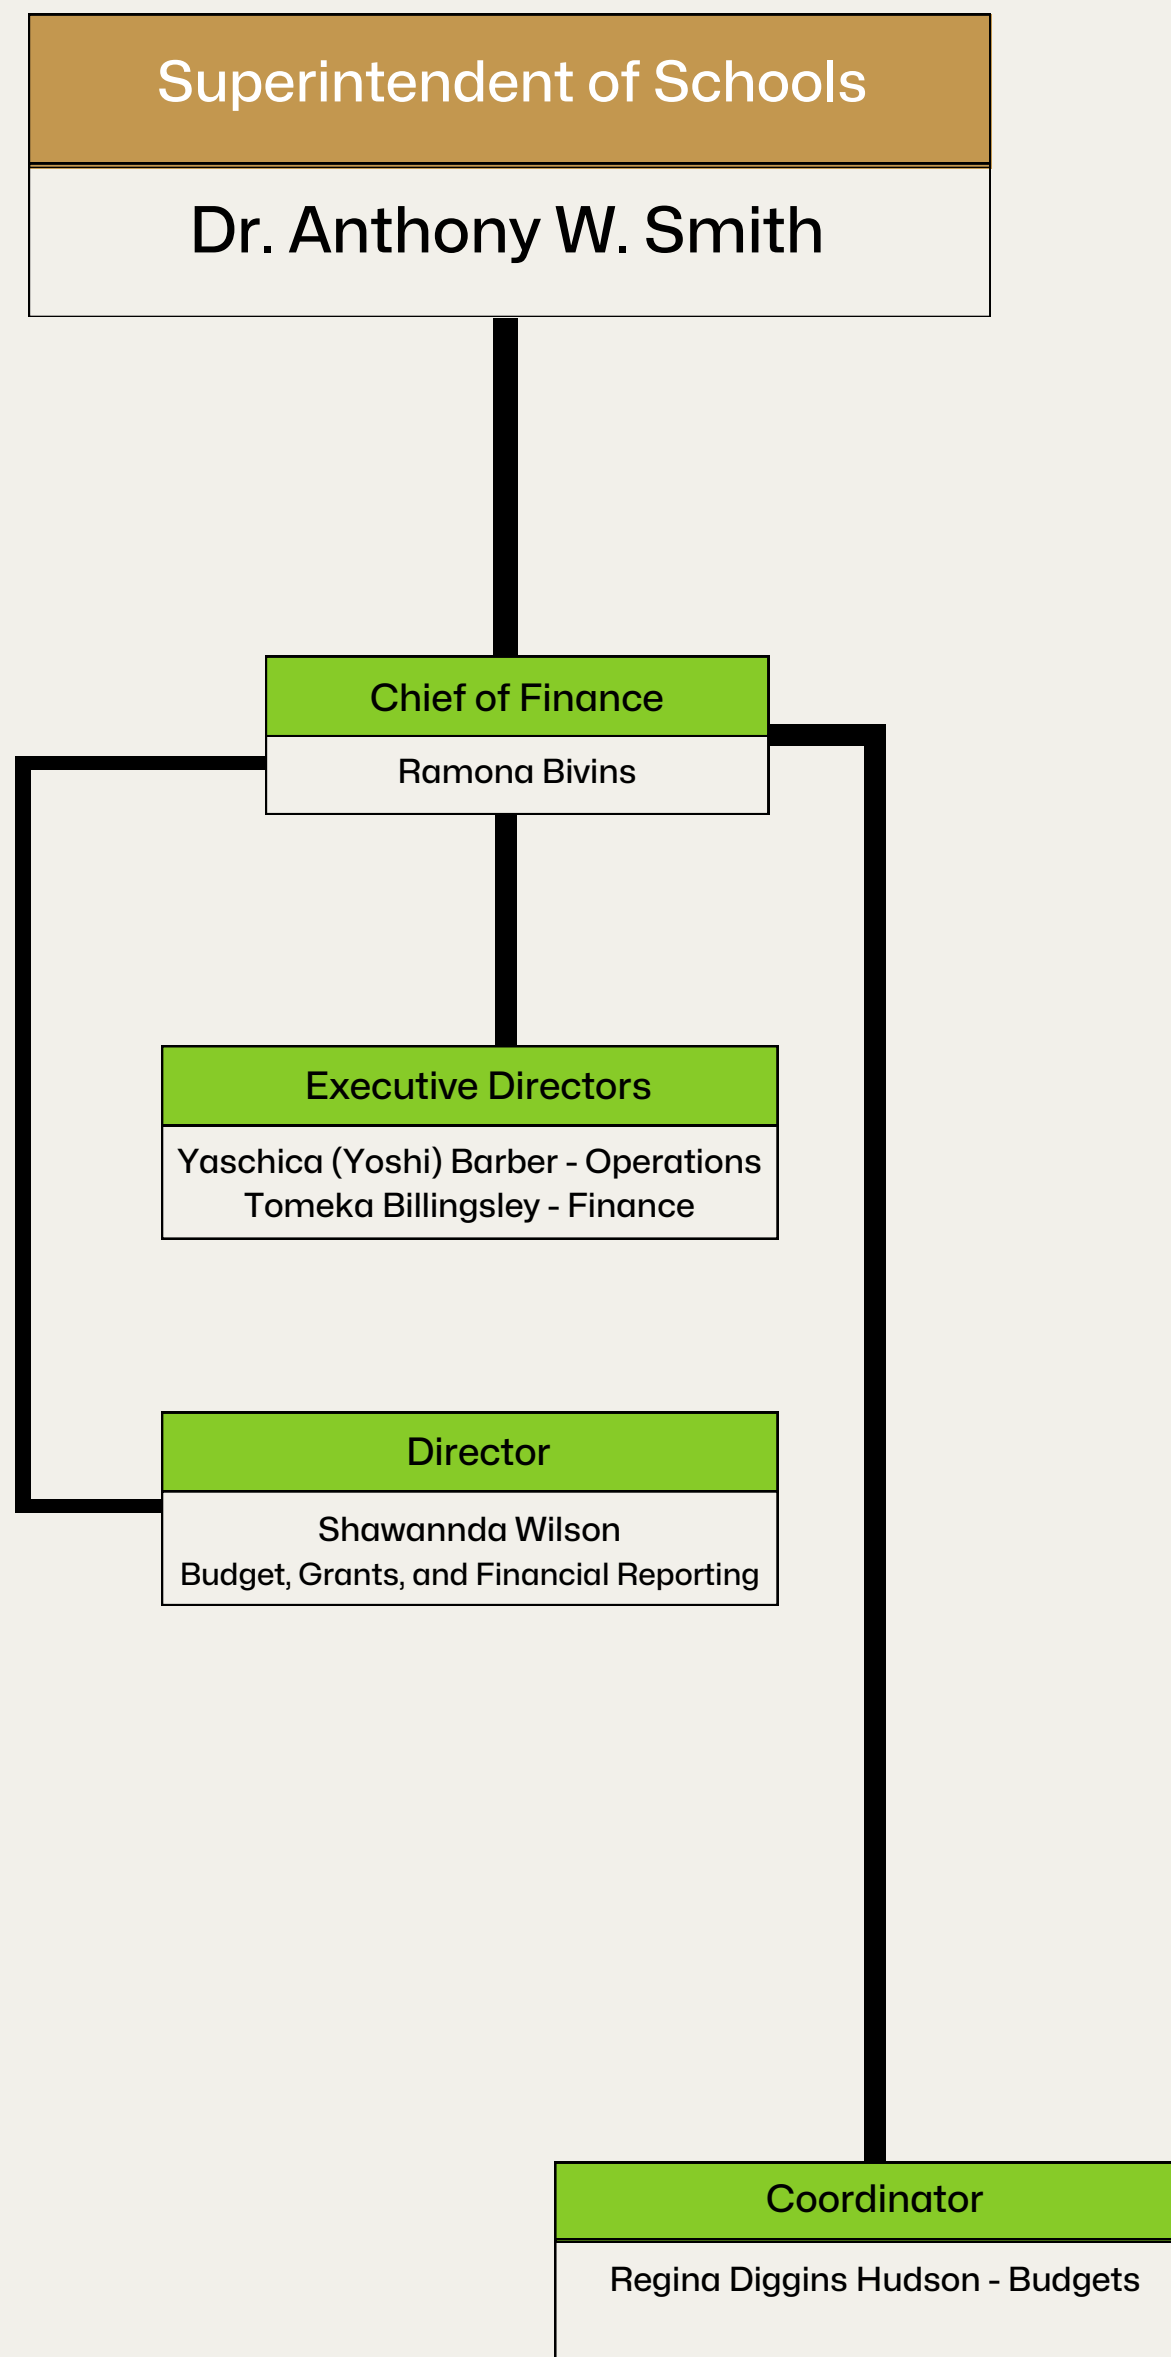 Superintendent of Schools
Dr. Anthony W. Smith
Chief of Finance
Ramona Bivins
Executive Directors
Yaschica (Yoshi) Barber - Operations
Tomeka Billingsley - Finance
Director
Shawannda Wilson
Budget, Grants, and Financial Reporting
Coordinator
Regina Diggins Hudson - Budgets